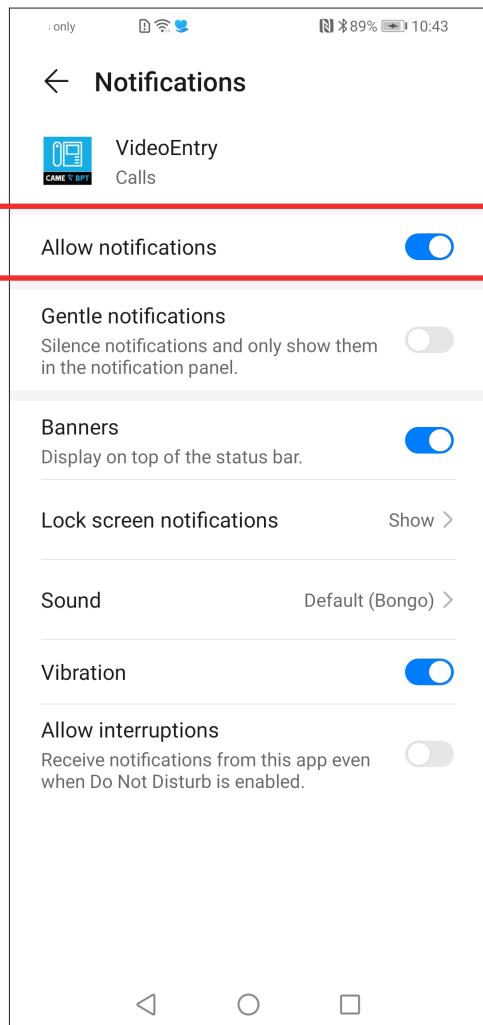 : only
89% 10:43
Notifications
VideoEntry
CAME BPT
Calls
Allow notifications
Gentle notifications
Silence notifications and only show them
in the notification panel.
Banners
Display on top of the status bar.
Lock screen notifications Show
Sound Default (Bongo)
Vibration
Allow interruptions
Receive notifications from this app even
when Do Not Disturb is enabled.